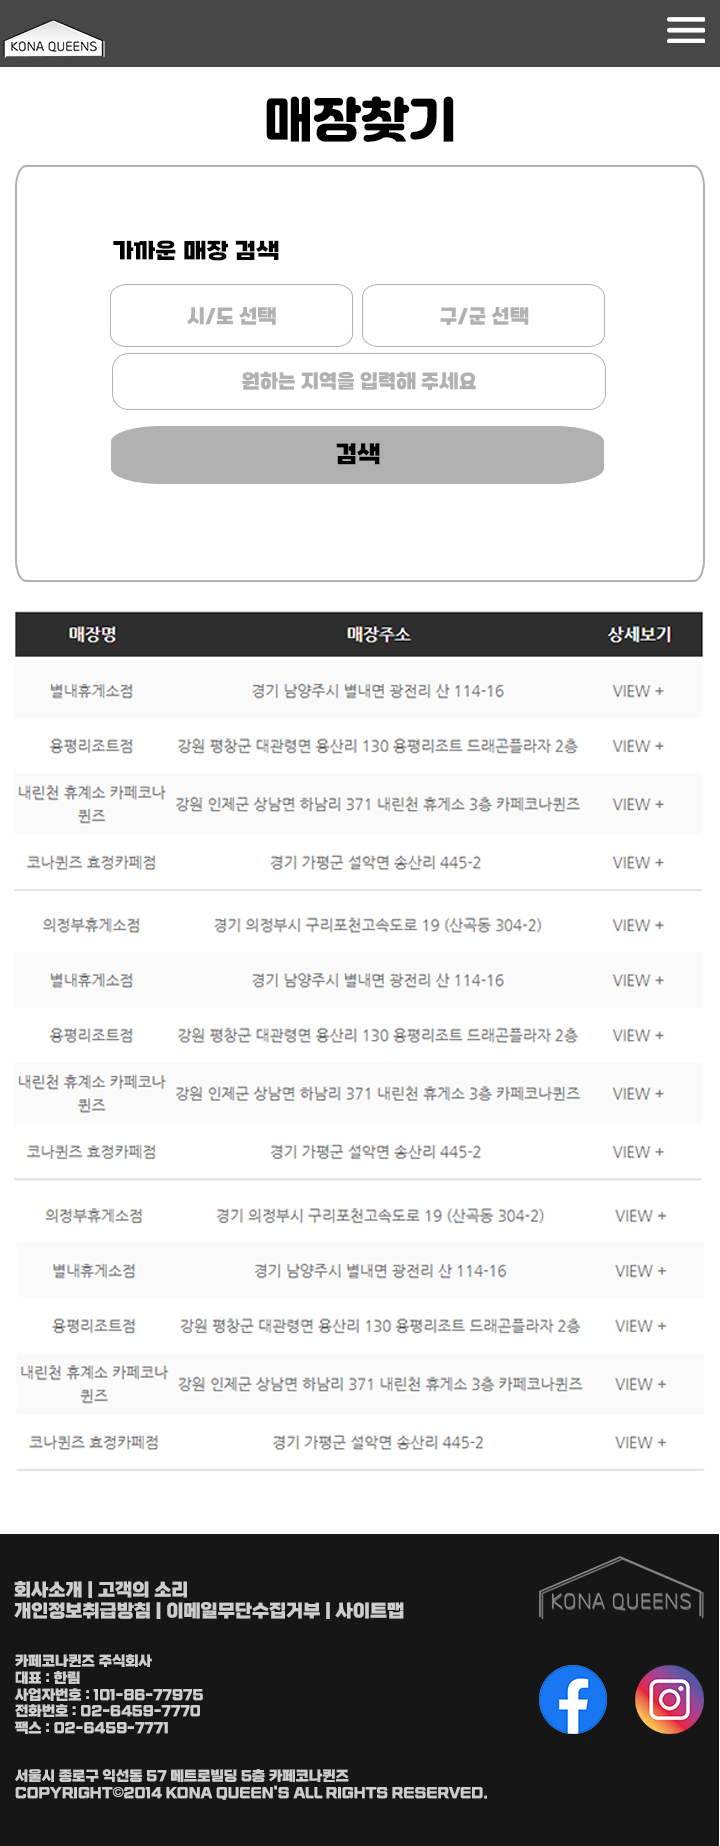 KONA QUEENS
매장찾기
가까운 매장 검색
시/도 선택 구/군 선택
원하는 지역을 입력해 주세요
검색
매장명 매장주소 상세보기
별내휴게소점 경기 남양주시 별내면 광전리 산 114-16 VIEW +
용평리조트점 강원 평창군 대관령면 용산리 130 용평리조트 드래곤플라자 2층 VIEW +
내린천 휴계소 카페코나
퀸즈 강원 인제군 상남면 하남리 371 내린천 휴게소 3층 카페코나퀸즈 VIEW +
코나퀸즈 효정카페점 경기 가평군 설악면 송산리 445-2 VIEW +
의정부휴게소점 경기 의정부시 구리포천고속도로 19 (산곡동 304-2) VIEW +
별내휴게소점 경기 남양주시 별내면 광전리 산 114-16 VIEW +
용평리조트점 강원 평창군 대관령면 용산리 130 용평리조트 드래곤플라자 2층 VIEW +
내린천 휴계소 카페코나
퀸즈 강원 인제군 상남면 하남리 371 내린천 휴게소 3층 카페코나퀸즈 VIEW +
코나퀸즈 효정카페점 경기 가평군 설악면 송산리 445-2 VIEW +
의정부휴게소점 경기 의정부시 구리포천고속도로 19 (산곡동 304-2) VIEW +
별내휴게소점 경기 남양주시 별내면 광전리 산 114-16 VIEW +
용평리조트점 강원 평창군 대관령면 용산리 130 용평리조트 드래곤플라자 2층 VIEW +
내린천 휴계소 카페코나
퀸즈 강원 인제군 상남면 하남리 371 내린천 휴게소 3층 카페코나퀸즈 VIEW +
코나퀸즈 효정카페점 경기 가평군 설악면 송산리 445-2 VIEW +
회사소개 | 고객의 소리
개인정보취급방침 | 이메일무단수집거부 | 사이트맵
KONA QUEENS
카페코나퀸즈 주식회사
대표 : 한림
사업자번호 : 101-86-77975
전화번호 : 02-6459-7770
팩스 : 02-6459-7771
서울시 종로구 익선동 57 메트로빌딩 5층 카페코나퀸즈
COPYRIGHT©2014 KONA QUEEN'S ALL RIGHTS RESERVED.